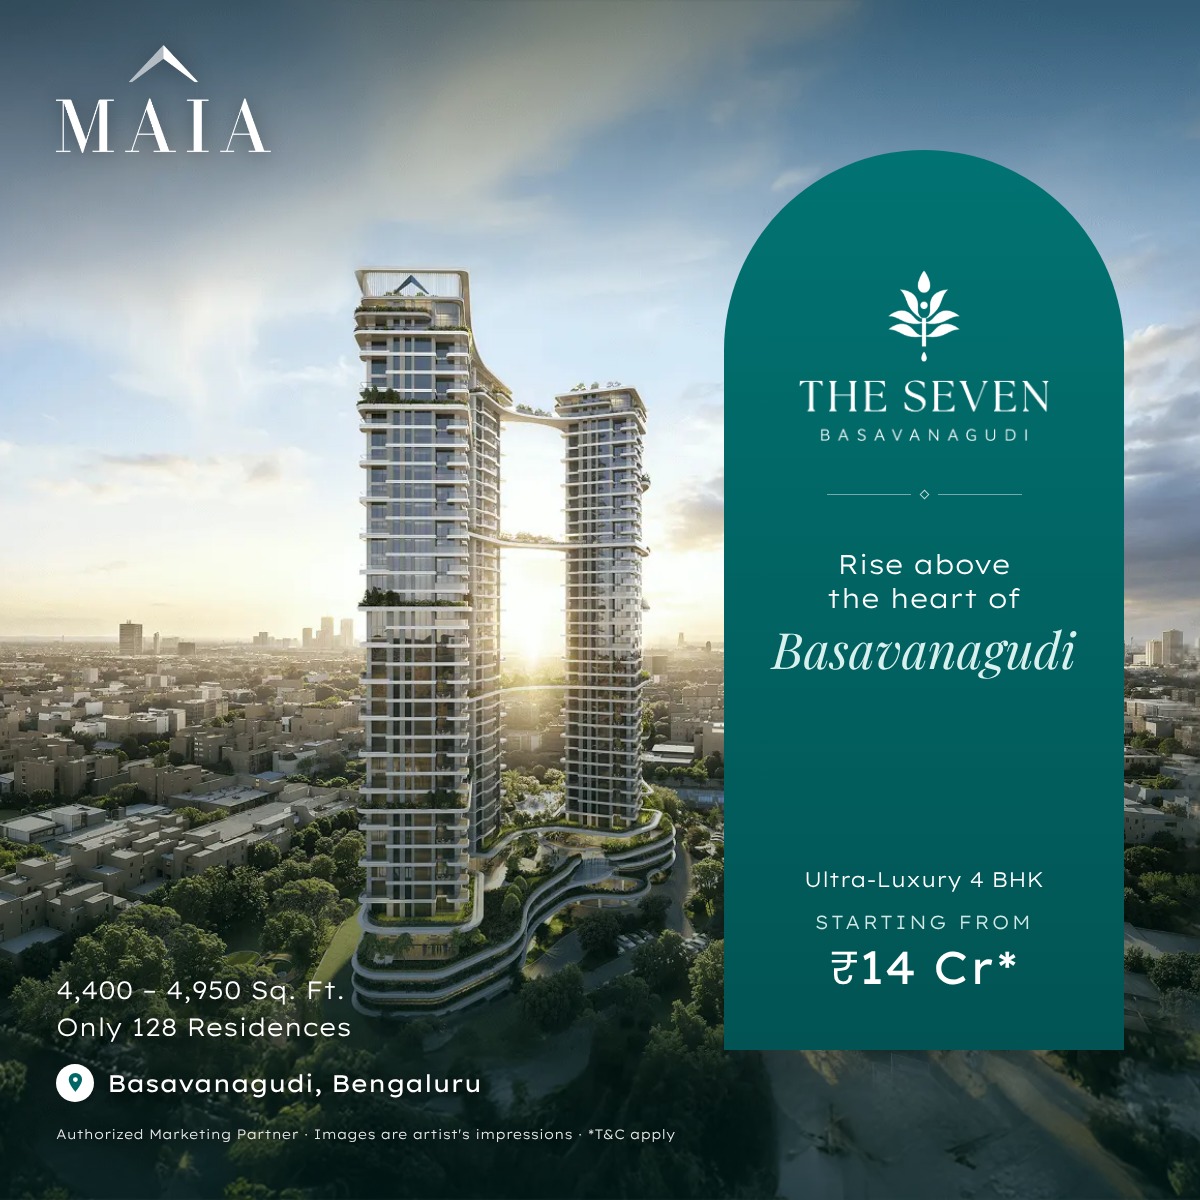 MAIA
THE SEVEN
BASAVANAGUDI
Rise above
the heart of
Basavanagudi
Ultra-Luxury 4 BHK
STARTING FROM
₹14 Cr*
4,400 – 4,950 Sq. Ft.
Only 128 Residences
Basavanagudi, Bengaluru
Authorized Marketing Partner · Images are artist's impressions · *T&C apply